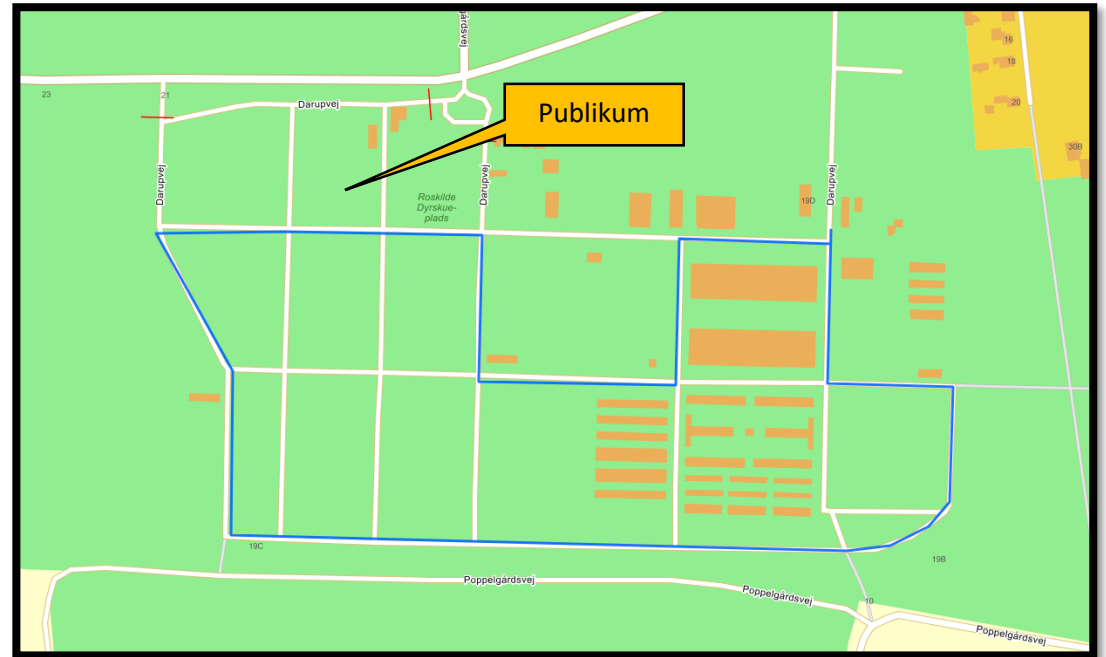 gårdsvej
Publikum
16
18
20
23
21
Darupvej
30B
Darupvej
Darupvej
Darupvej
Roskilde
Dyrskue-
plads
19D
19C
19B
Poppelgårdsvej
Poppelgårdsvej
10
Poppelgårdsvej